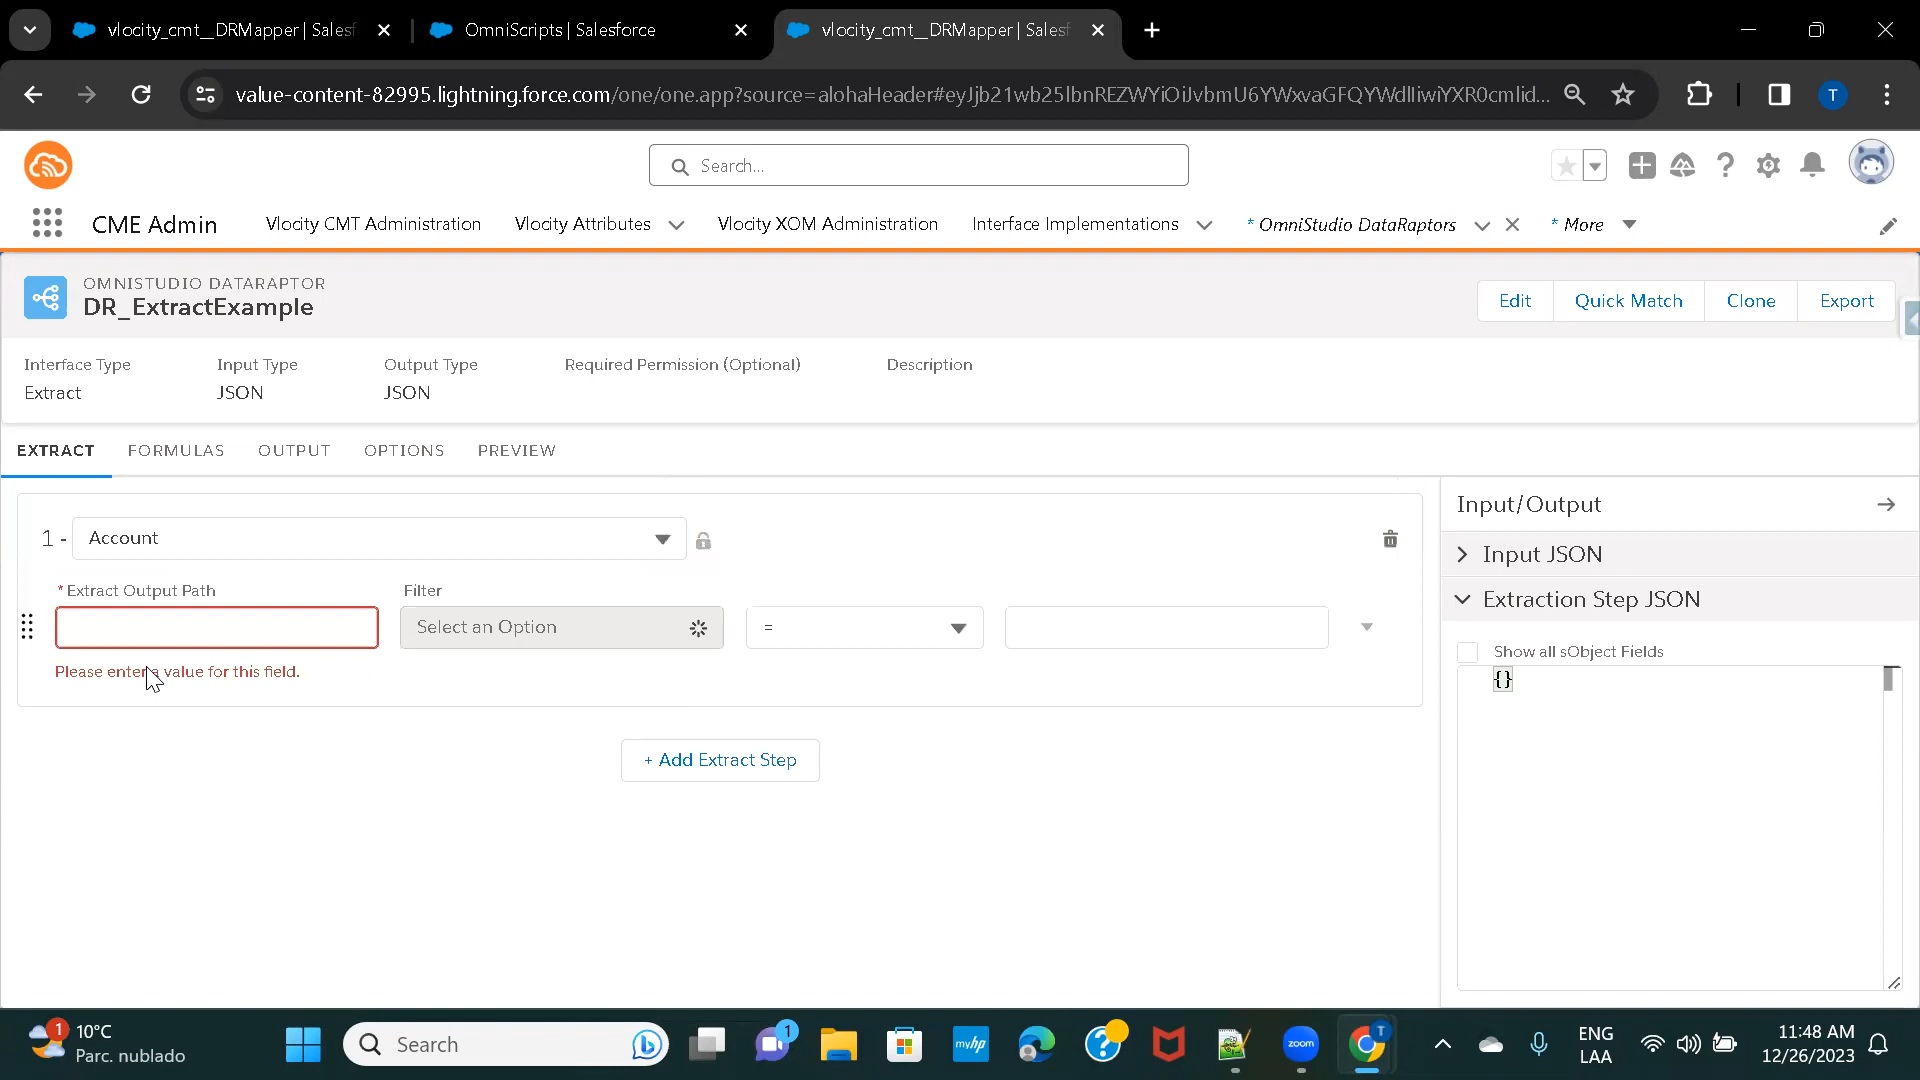 vlocity_cmt__DRMapper | Salesf
OmniScripts | Salesforce
vlocity_cmt__DRMapper | Salesf
value-content-82995.lightning.force.com/one/one.app?source=alohaHeader#eyJjb21wb25lbnREZWYiOiJvbmU6YWxvaGFQYWdlIiwiYXR0cmlid...
T
Search...
CME Admin
Vlocity CMT Administration
Vlocity Attributes
Vlocity XOM Administration
Interface Implementations
* OmniStudio DataRaptors
* More
OMNISTUDIO DATARAPTOR
DR_ExtractExample
Edit
Quick Match
Clone
Export
Interface Type
Input Type
Output Type
Required Permission (Optional)
Description
Extract
JSON
JSON
EXTRACT
FORMULAS
OUTPUT
OPTIONS
PREVIEW
Input/Output
1 -
Account
Input JSON
* Extract Output Path
Filter
Extraction Step JSON
Select an Option
=
Show all sObject Fields
Please enter a value for this field.
{}
+ Add Extract Step
1
10°C
Parc. nublado
Search
1
myhp
zoom
T
ENG
LAA
11:48 AM
12/26/2023